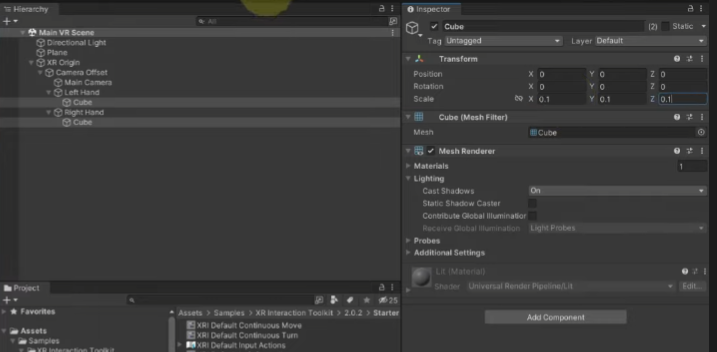 Hierarchy
All
Main VR Scene
Directional Light
Plane
XR Origin
Camera Offset
Main Camera
Left Hand
Cube
Right Hand
Cube
Project
25
Favorites
Assets
Samples
XR Interaction Toolkit
Assets > Samples > XR Interaction Toolkit > 2.0.2 > Starter
XRI Default Continuous Move
XRI Default Continuous Turn
XRI Default Input Actions
Inspector
Cube (2) Static
Tag Untagged Layer Default
Transform
Position X 0 Y 0 Z 0
Rotation X 0 Y 0 Z 0
Scale X 0.1 Y 0.1 Z 0.1
Cube (Mesh Filter)
Mesh Cube
Mesh Renderer
Materials 1
Lighting
Cast Shadows On
Static Shadow Caster
Contribute Global Illumination
Receive Global Illumination Light Probes
Probes
Additional Settings
Lit (Material)
Shader Universal Render Pipeline/Lit Edit...
Add Component